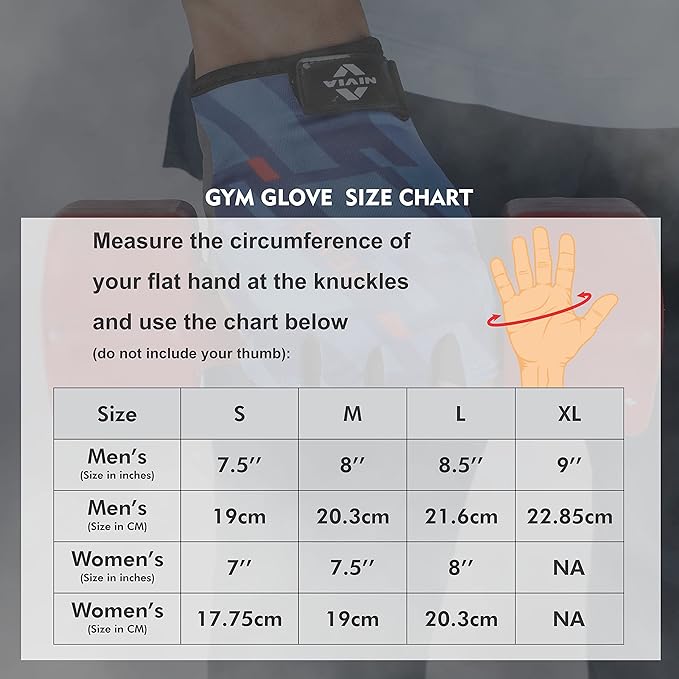 NIVIA
GYM GLOVE SIZE CHART
Measure the circumference of
your flat hand at the knuckles
and use the chart below
(do not include your thumb):
Size S M L XL
Men's 7.5’’ 8’’ 8.5’’ 9’’
(Size in inches)
Men's 19cm 20.3cm 21.6cm 22.85cm
(Size in CM)
Women's 7’’ 7.5’’ 8’’ NA
(Size in inches)
Women's 17.75cm 19cm 20.3cm NA
(Size in CM)